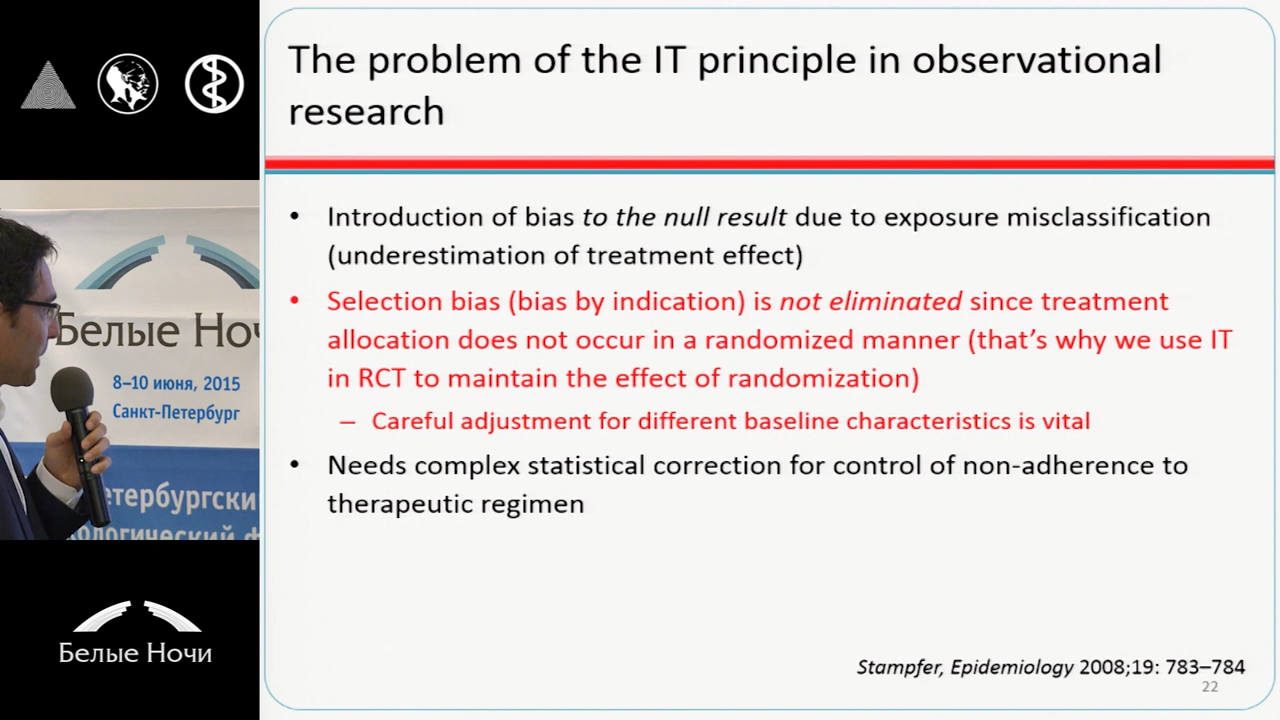 The problem of the IT principle in observational
research
• Introduction of bias to the null result due to exposure misclassification
(underestimation of treatment effect)
• Selection bias (bias by indication) is not eliminated since treatment
allocation does not occur in a randomized manner (that's why we use IT
in RCT to maintain the effect of randomization)
– Careful adjustment for different baseline characteristics is vital
• Needs complex statistical correction for control of non-adherence to
therapeutic regimen
Stampfer, Epidemiology 2008;19: 783–784
22
Белые Ноч
8–10 июня, 2015
Санкт-Петербург
Белые Ночи